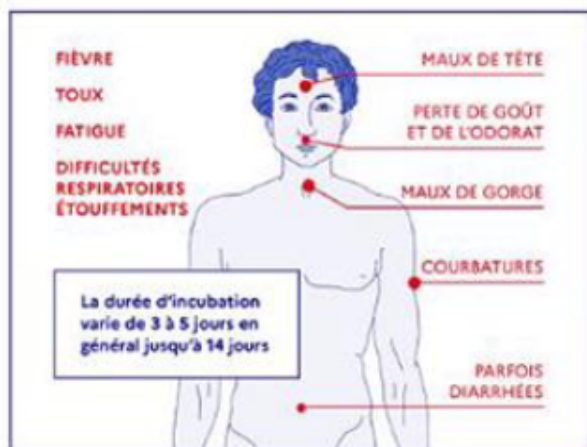 FIÈVRE
TOUX
FATIGUE
DIFFICULTÉS
RESPIRATOIRES
ÉTOUFFEMENTS
MAUX DE TÊTE
PERTE DE GOÛT
ET DE L'ODORAT
MAUX DE GORGE
COURBATURES
PARFOIS
DIARRHÉES
La durée d'incubation
varie de 3 à 5 jours en
général jusqu'à 14 jours